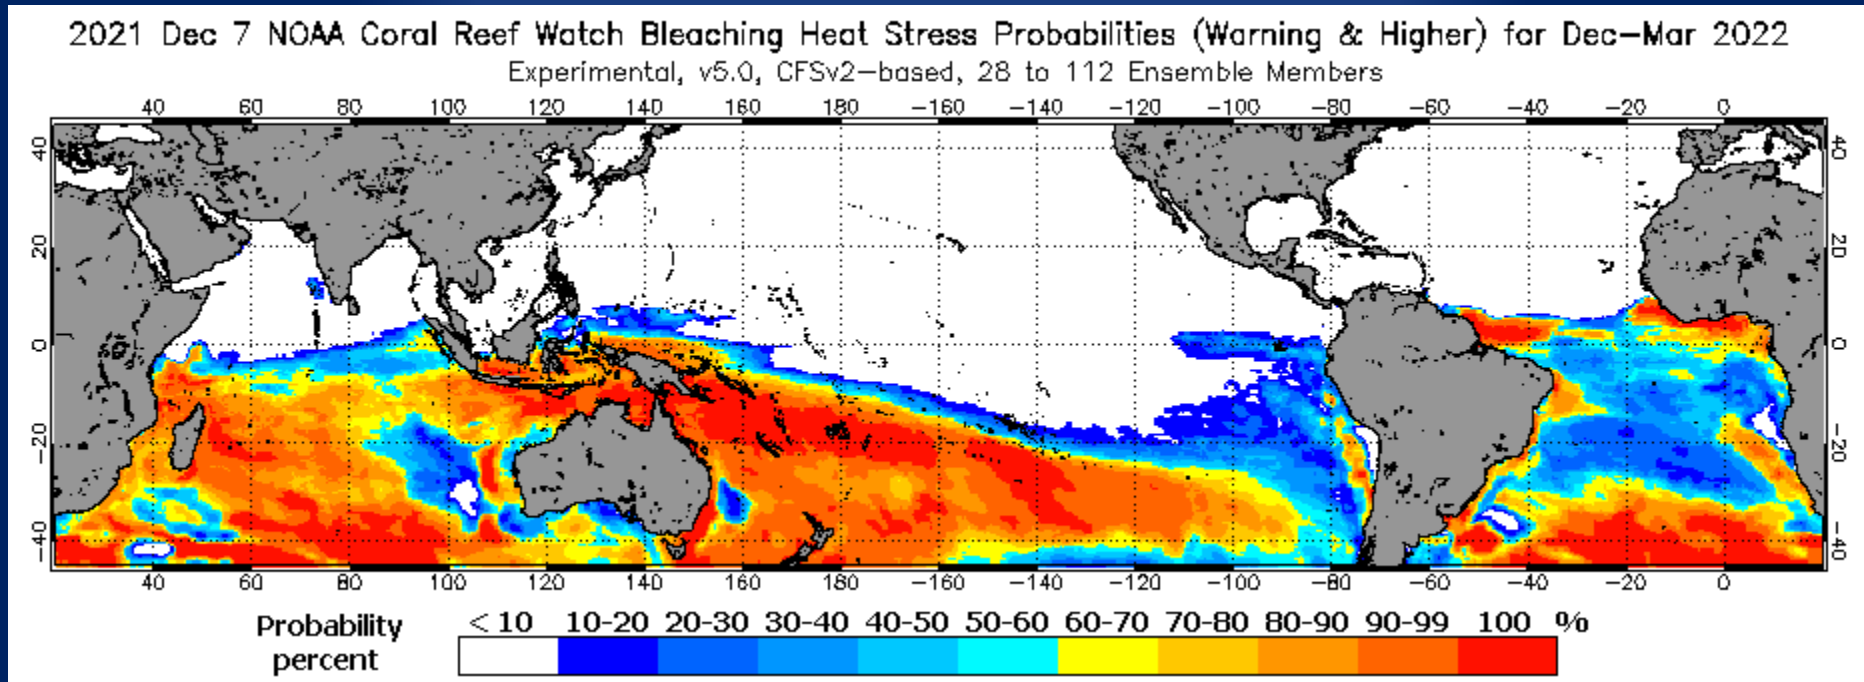 2021 Dec 7 NOAA Coral Reef Watch Bleaching Heat Stress Probabilities (Warning & Higher) for Dec-Mar 2022
Experimental, v5.0, CFSv2-based, 28 to 112 Ensemble Members
40 60 80 100 120 140 160 180 -160 -140 -120 -100 -80 -60 -40 -20 0
40 40
20 20
0 0
-20 -20
-40 -40
40 60 80 100 120 140 160 180 -160 -140 -120 -100 -80 -60 -40 -20 0
Probability percent
< 10 10-20 20-30 30-40 40-50 50-60 60-70 70-80 80-90 90-99 100 %